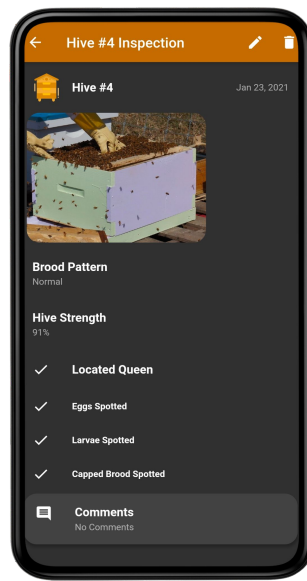 Hive #4 Inspection
Hive #4
Jan 23, 2021
Brood Pattern
Normal
Hive Strength
91%
Located Queen
Eggs Spotted
Larvae Spotted
Capped Brood Spotted
Comments
No Comments